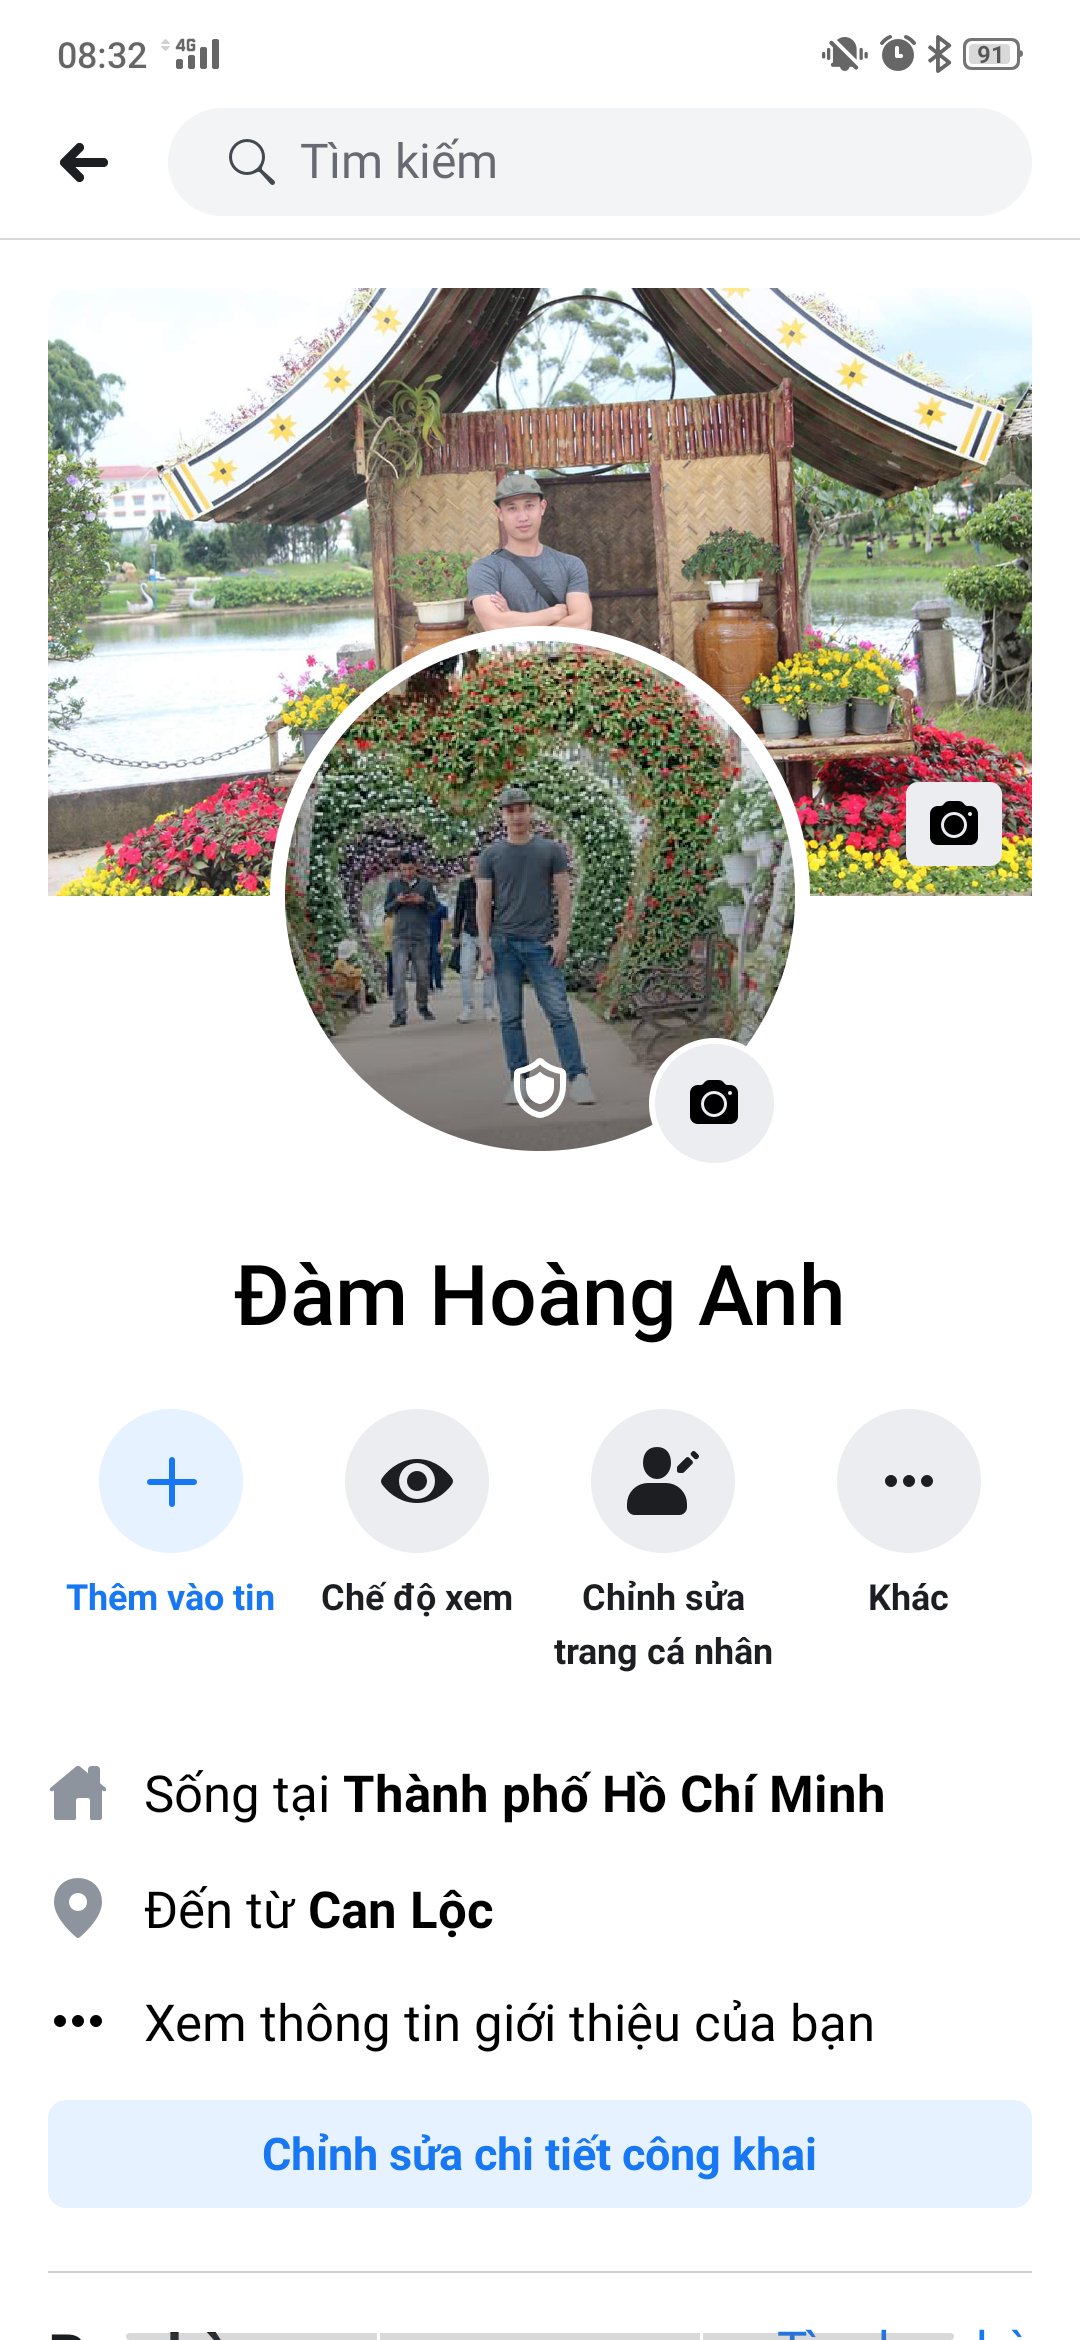 08:32 4G 91
Tìm kiếm
Đàm Hoàng Anh
Thêm vào tin
Chế độ xem
Chỉnh sửa
trang cá nhân
Khác
Sống tại Thành phố Hồ Chí Minh
Đến từ Can Lộc
Xem thông tin giới thiệu của bạn
Chỉnh sửa chi tiết công khai